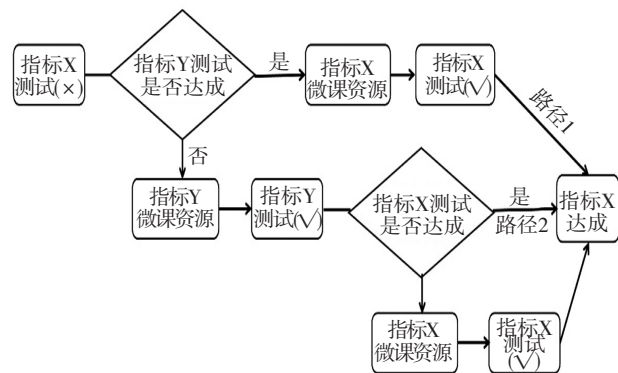 指标X
测试(×)
指标Y测试
是否达成
是
指标X
微课资源
指标X
测试(√)
路径1
否
指标Y
微课资源
指标Y
测试(√)
指标X测试
是否达成
是
路径2
指标X
达成
指标X
微课资源
指标X
测试
(√)